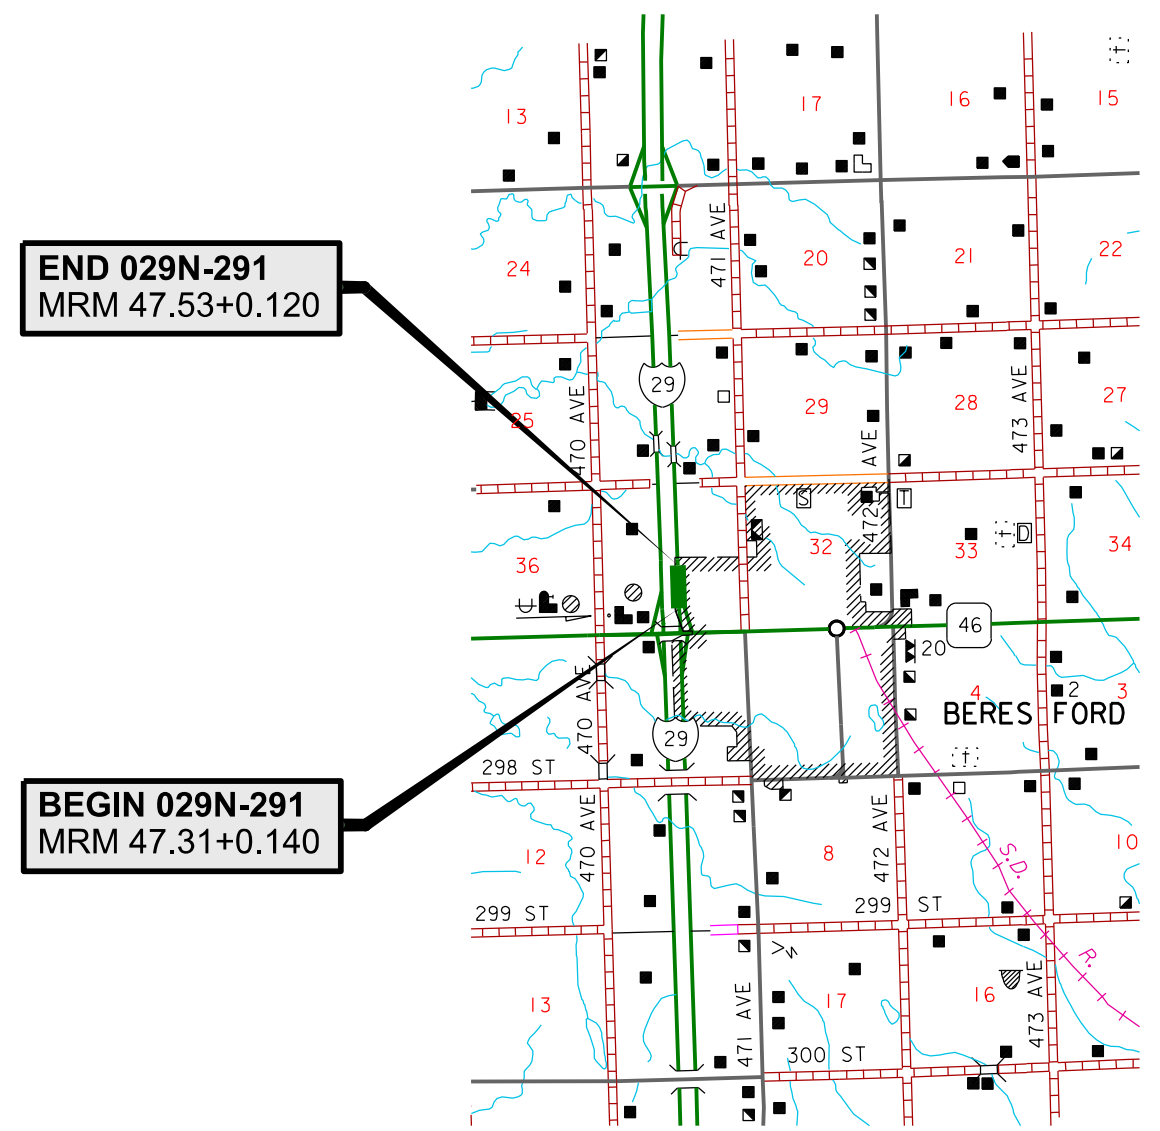 END 029N-291
MRM 47.53+0.120
BEGIN 029N-291
MRM 47.31+0.140
13
17
16
15
24
471 AVE
20
21
22
29
25
470 AVE
29
28
473 AVE
27
AVE
472
S
T
36
32
33
D
34
46
20
470 AVE
4
2
3
BERES FORD
29
298 ST
12
470 AVE
8
472 AVE
S.D.
10
299 ST
299 ST
R.
13
471 AVE
17
16
473 AVE
300 ST